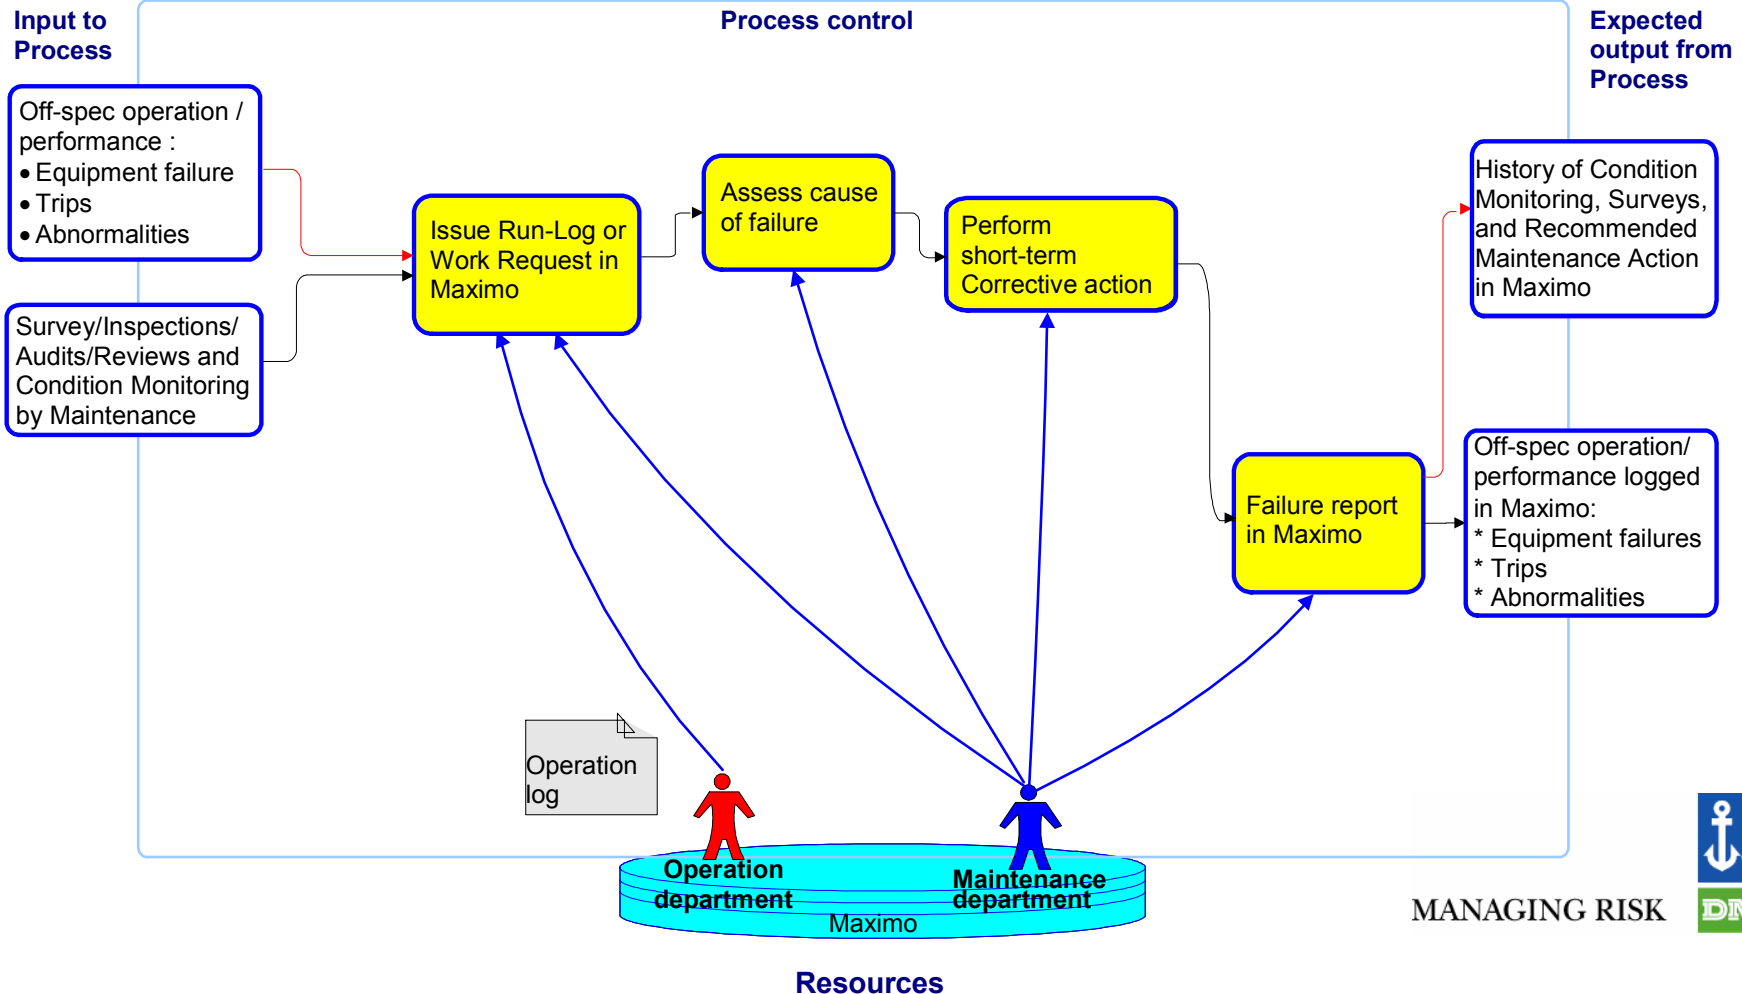 Input to
Process
Process control
Expected
output from
Process
Off-spec operation /
performance :
• Equipment failure
• Trips
• Abnormalities
Survey/Inspections/
Audits/Reviews and
Condition Monitoring
by Maintenance
Issue Run-Log or
Work Request in
Maximo
Assess cause
of failure
Perform
short-term
Corrective action
Failure report
in Maximo
History of Condition
Monitoring, Surveys,
and Recommended
Maintenance Action
in Maximo
Off-spec operation/
performance logged
in Maximo:
* Equipment failures
* Trips
* Abnormalities
Operation
log
Operation
department
Maintenance
department
Maximo
MANAGING RISK
Resources